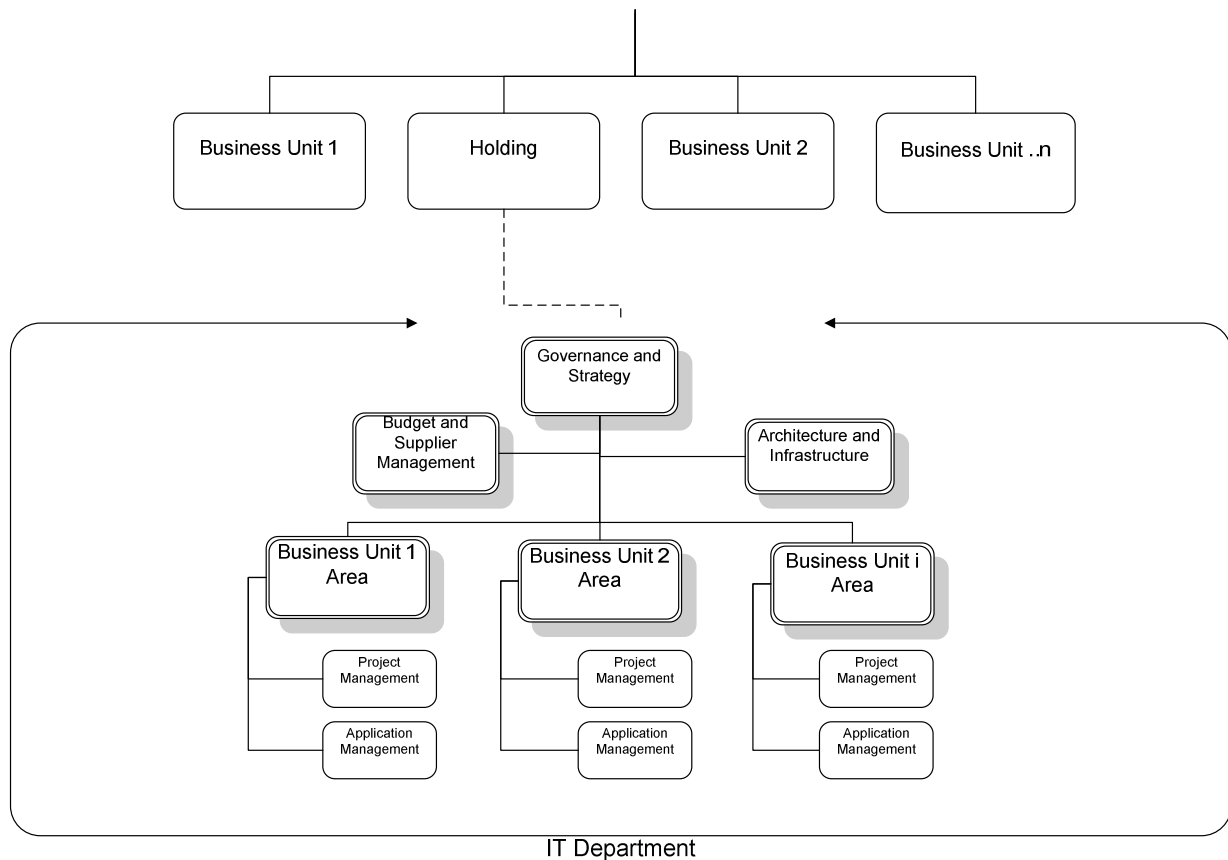 Business Unit 1
Holding
Business Unit 2
Business Unit ..n
Governance and
Strategy
Budget and
Supplier
Management
Architecture and
Infrastructure
Business Unit 1
Area
Business Unit 2
Area
Business Unit i
Area
Project
Management
Project
Management
Project
Management
Application
Management
Application
Management
Application
Management
IT Department